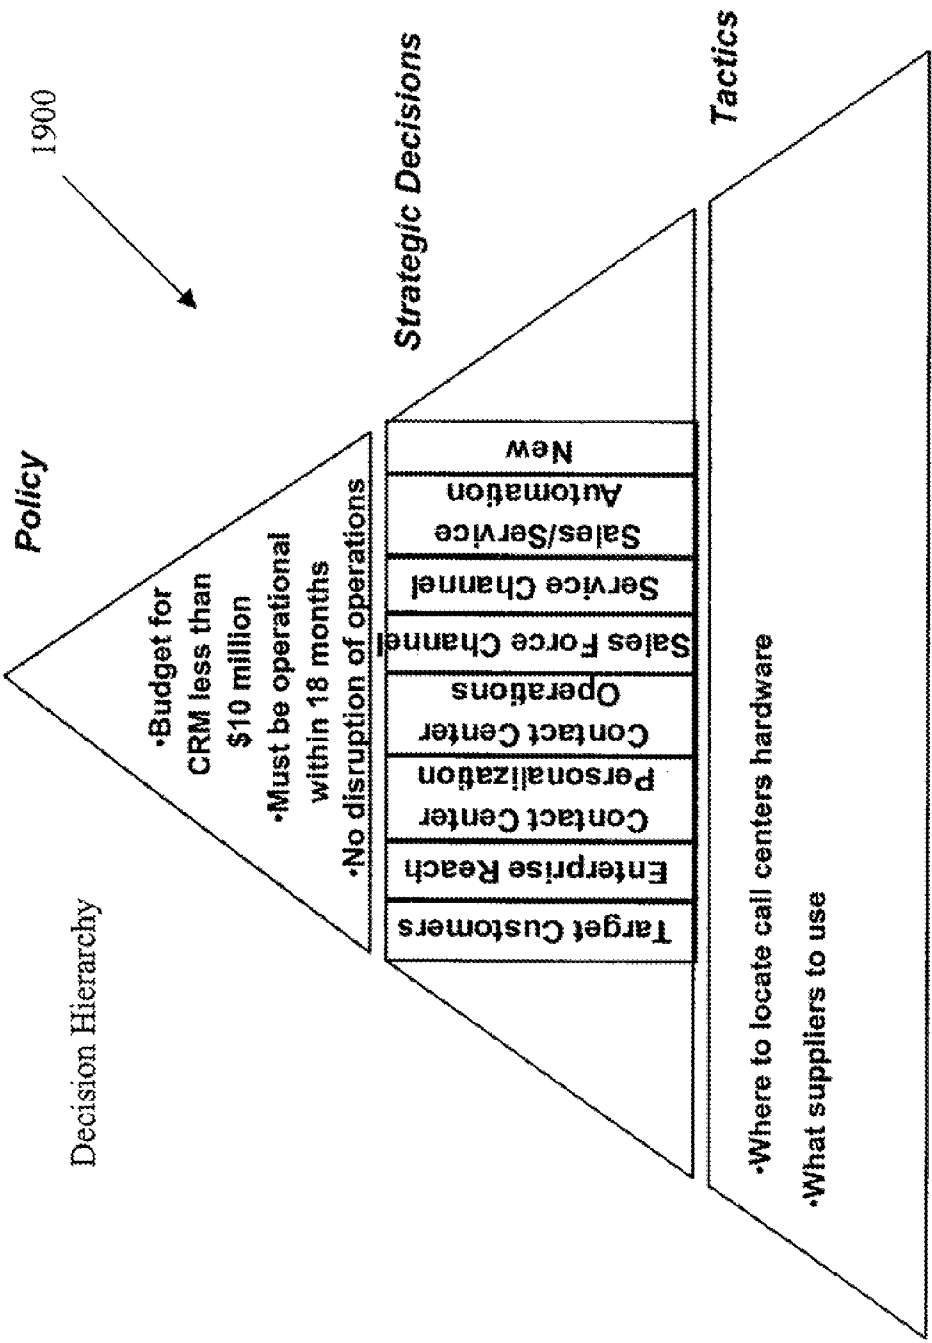 Decision Hierarchy
1900
Policy
•Budget for
CRM less than
$10 million
•Must be operational
within 18 months
•No disruption of operations
Strategic Decisions
Target Customers
Enterprise Reach
Contact Center
Personalization
Contact Center
Operations
Sales Force Channel
Service Channel
Sales/Service
Automation
New
Tactics
•Where to locate call centers hardware
•What suppliers to use